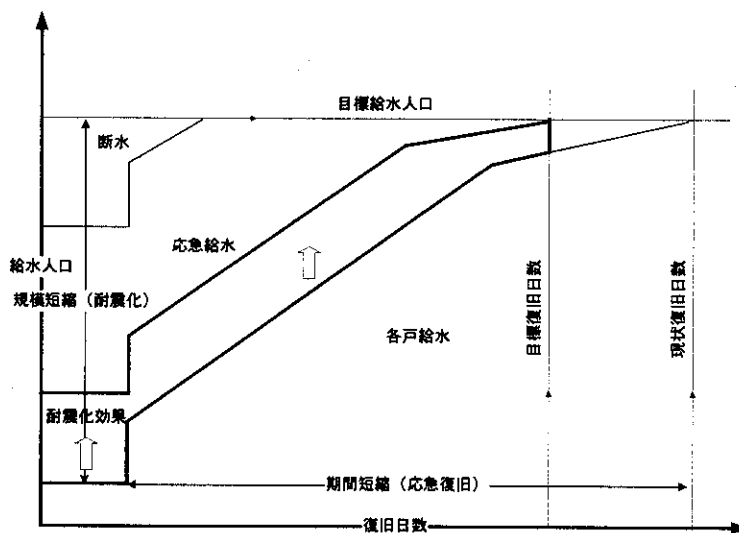 目標給水人口
断水
応急給水
給水人口
規模短縮（耐震化）
各戸給水
目標復旧日数
現状復旧日数
耐震化効果
期間短縮（応急復旧）
復旧日数